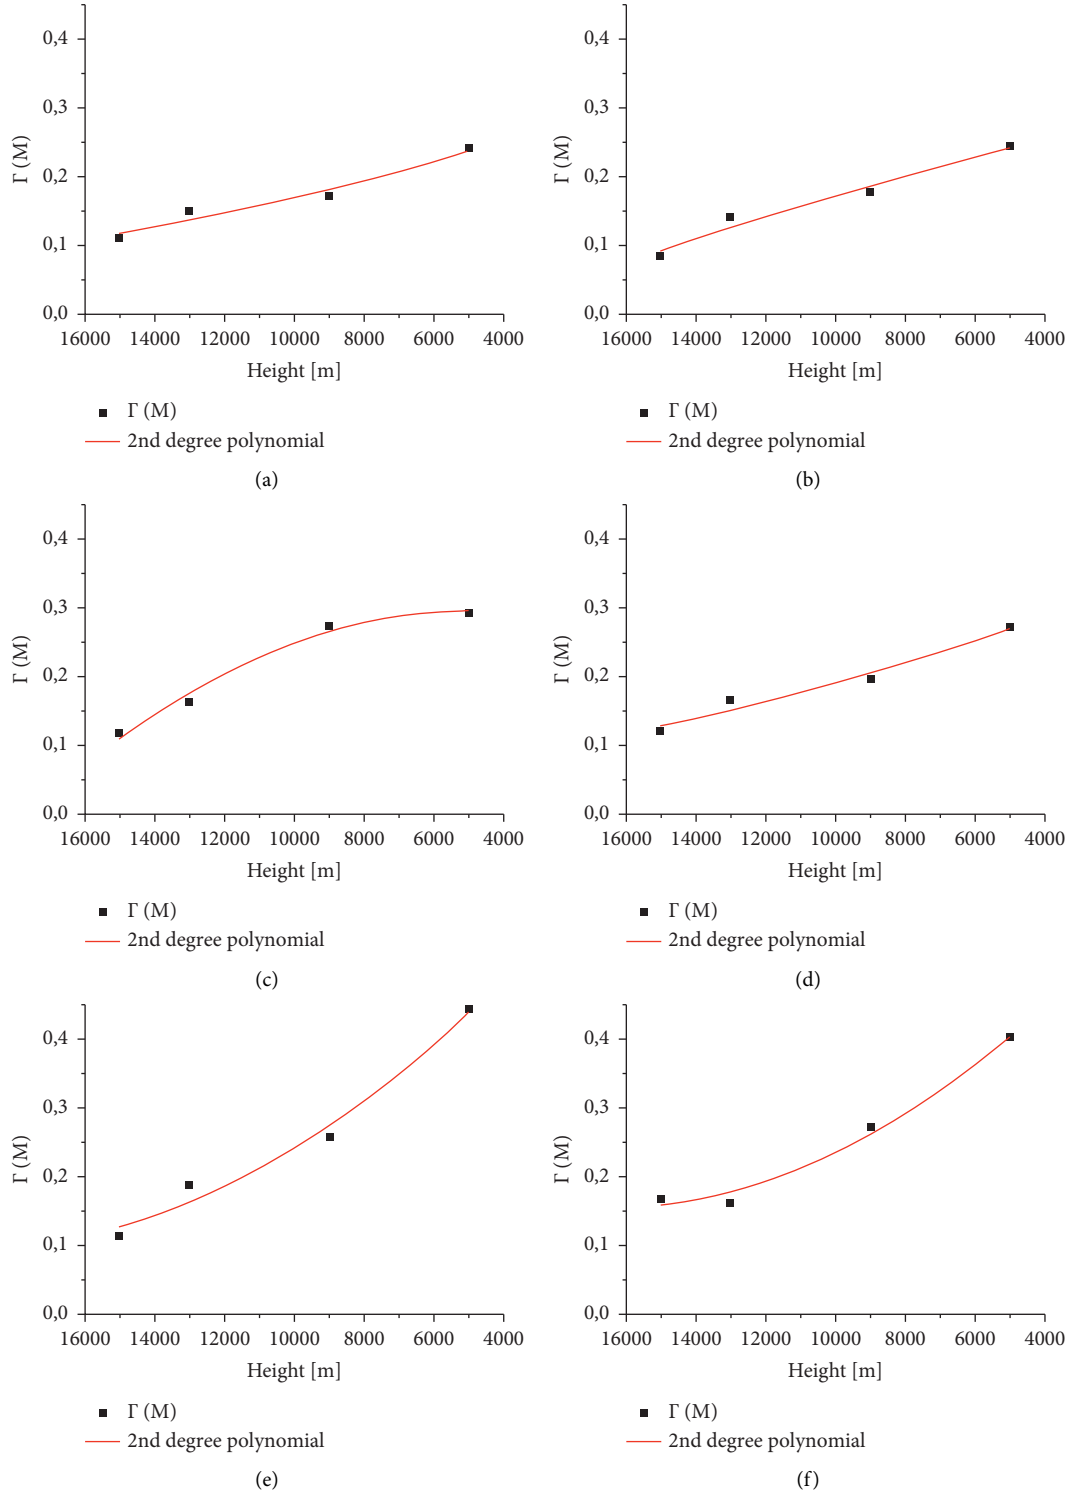 0,4
0,3
0,2
0,1
0,0
Γ (M)
16000 14000 12000 10000 8000 6000 4000
Height [m]
Γ (M)
2nd degree polynomial
(a)
0,4
0,3
0,2
0,1
0,0
Γ (M)
16000 14000 12000 10000 8000 6000 4000
Height [m]
Γ (M)
2nd degree polynomial
(b)
0,4
0,3
0,2
0,1
0,0
Γ (M)
16000 14000 12000 10000 8000 6000 4000
Height [m]
Γ (M)
2nd degree polynomial
(c)
0,4
0,3
0,2
0,1
0,0
Γ (M)
16000 14000 12000 10000 8000 6000 4000
Height [m]
Γ (M)
2nd degree polynomial
(d)
0,4
0,3
0,2
0,1
0,0
Γ (M)
16000 14000 12000 10000 8000 6000 4000
Height [m]
Γ (M)
2nd degree polynomial
(e)
0,4
0,3
0,2
0,1
0,0
Γ (M)
16000 14000 12000 10000 8000 6000 4000
Height [m]
Γ (M)
2nd degree polynomial
(f)